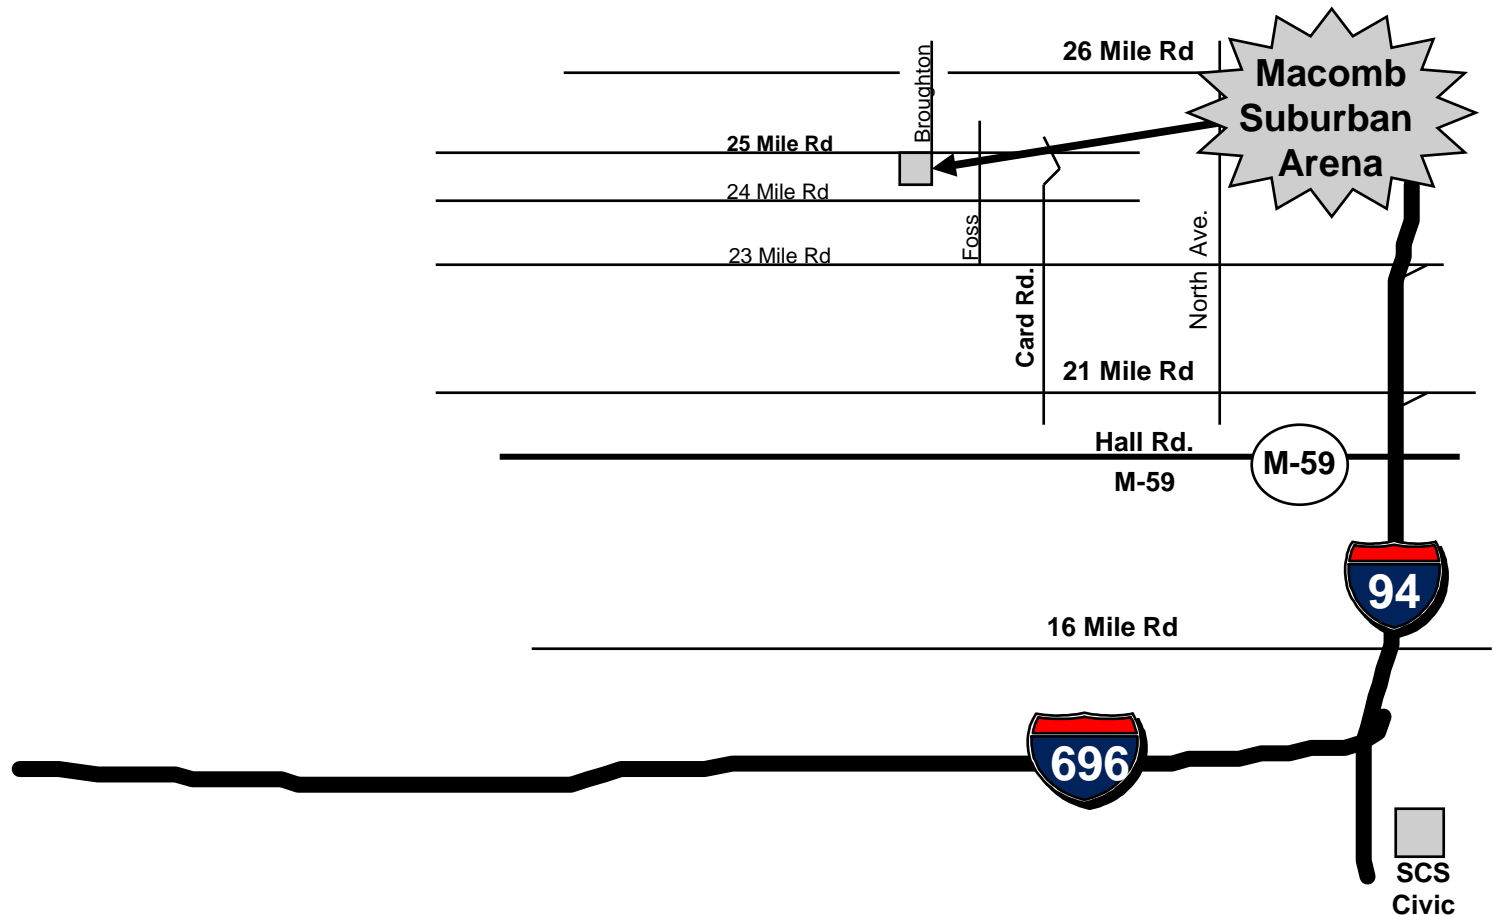 26 Mile Rd
Macomb
Suburban
Arena
Broughton
25 Mile Rd
24 Mile Rd
Foss
North Ave.
23 Mile Rd
Card Rd.
21 Mile Rd
Hall Rd.
M-59
M-59
94
16 Mile Rd
696
SCS
Civic